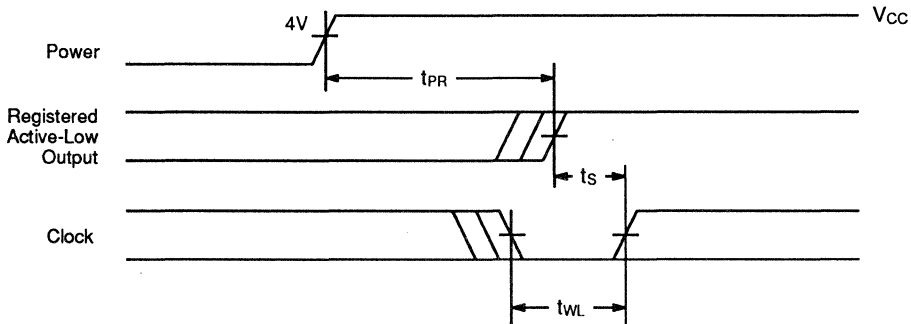 4V
VCC
Power
tPR
Registered
Active-Low
Output
tS
Clock
tWL